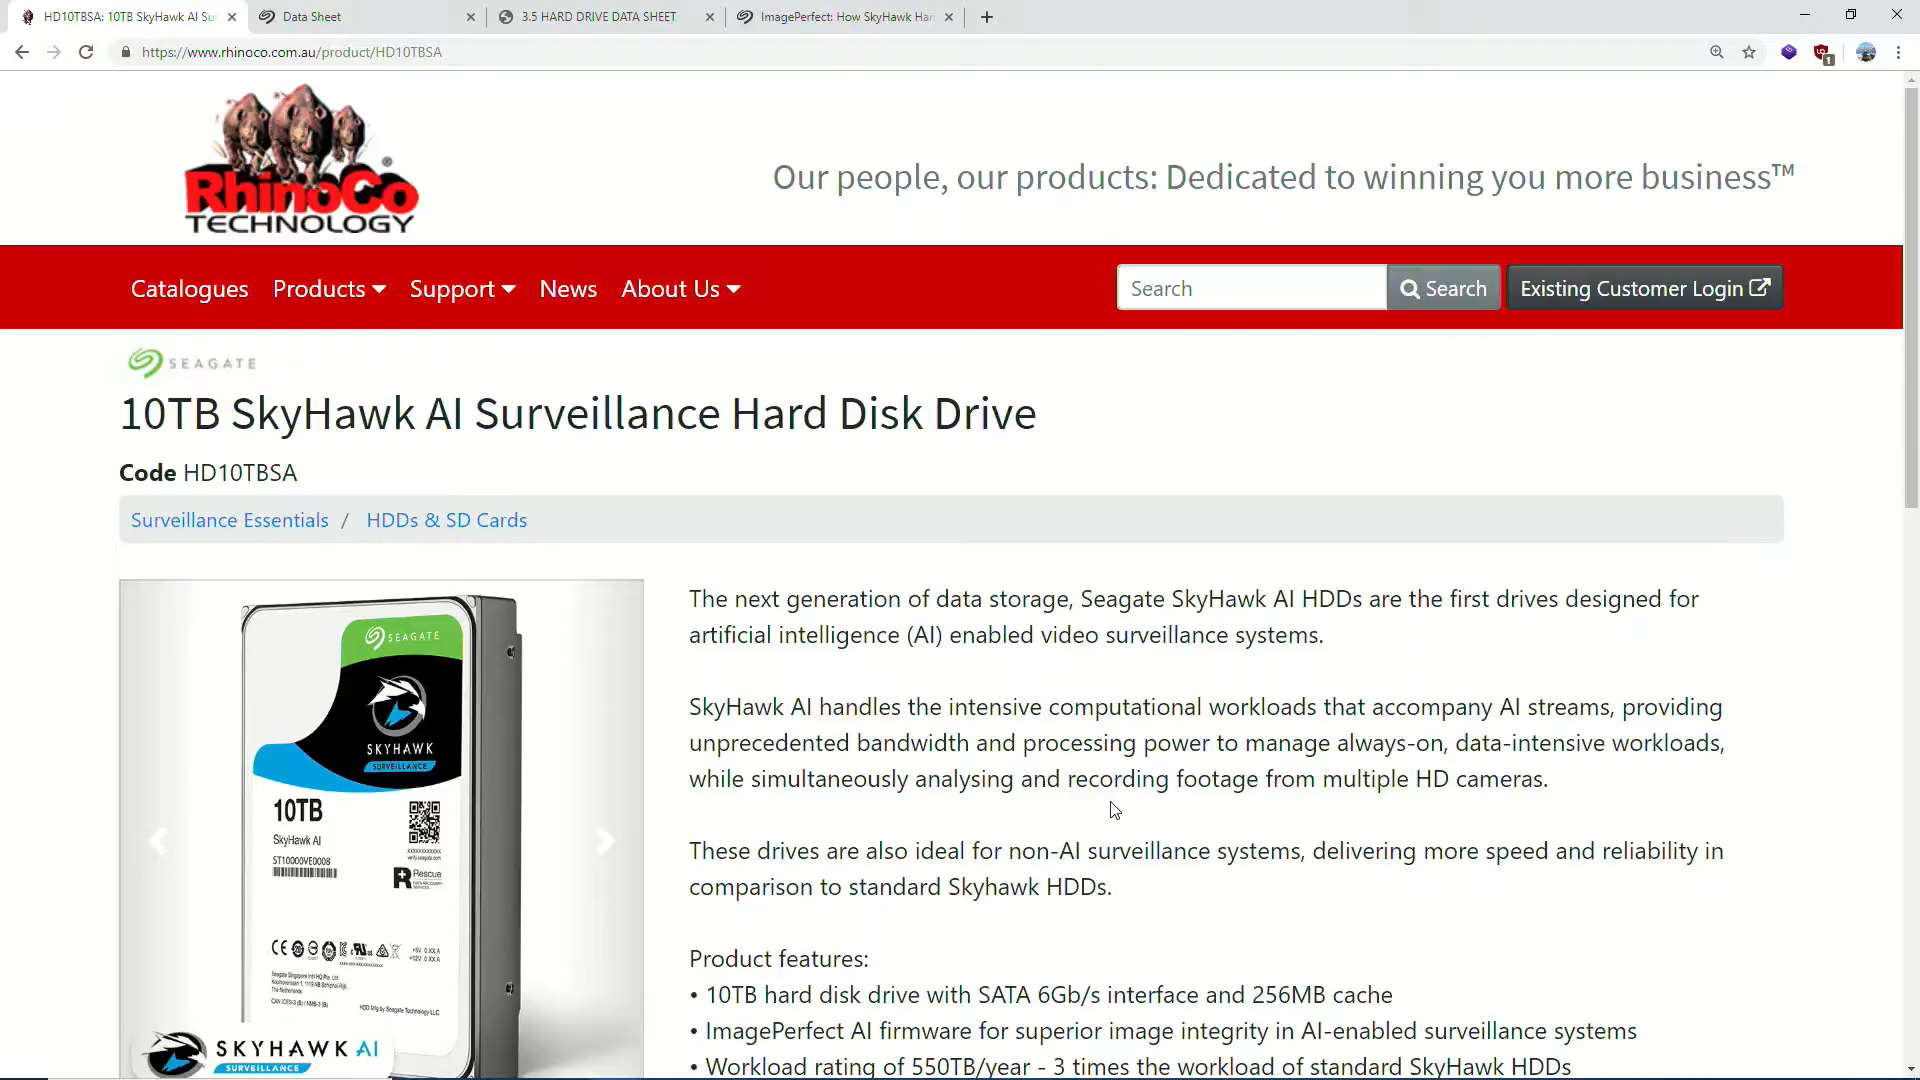 HD10TBSA: 10TB SkyHawk AI Su
Data Sheet
3.5 HARD DRIVE DATA SHEET
ImagePerfect: How SkyHawk Har
https://www.rhinoco.com.au/product/HD10TBSA
1
RhinoCo
TECHNOLOGY
®
Our people, our products: Dedicated to winning you more business™
Catalogues Products Support News About Us
Search
Search
Existing Customer Login
SEAGATE
10TB SkyHawk AI Surveillance Hard Disk Drive
Code HD10TBSA
Surveillance Essentials / HDDs & SD Cards
SEAGATE
SKYHAWK
SURVEILLANCE
10TB
SkyHawk AI
ST10000VE0008
Rescue
SKYHAWK AI
SURVEILLANCE
The next generation of data storage, Seagate SkyHawk AI HDDs are the first drives designed for
artificial intelligence (AI) enabled video surveillance systems.
SkyHawk AI handles the intensive computational workloads that accompany AI streams, providing
unprecedented bandwidth and processing power to manage always-on, data-intensive workloads,
while simultaneously analysing and recording footage from multiple HD cameras.
These drives are also ideal for non-AI surveillance systems, delivering more speed and reliability in
comparison to standard Skyhawk HDDs.
Product features:
• 10TB hard disk drive with SATA 6Gb/s interface and 256MB cache
• ImagePerfect AI firmware for superior image integrity in AI-enabled surveillance systems
• Workload rating of 550TB/year - 3 times the workload of standard SkyHawk HDDs